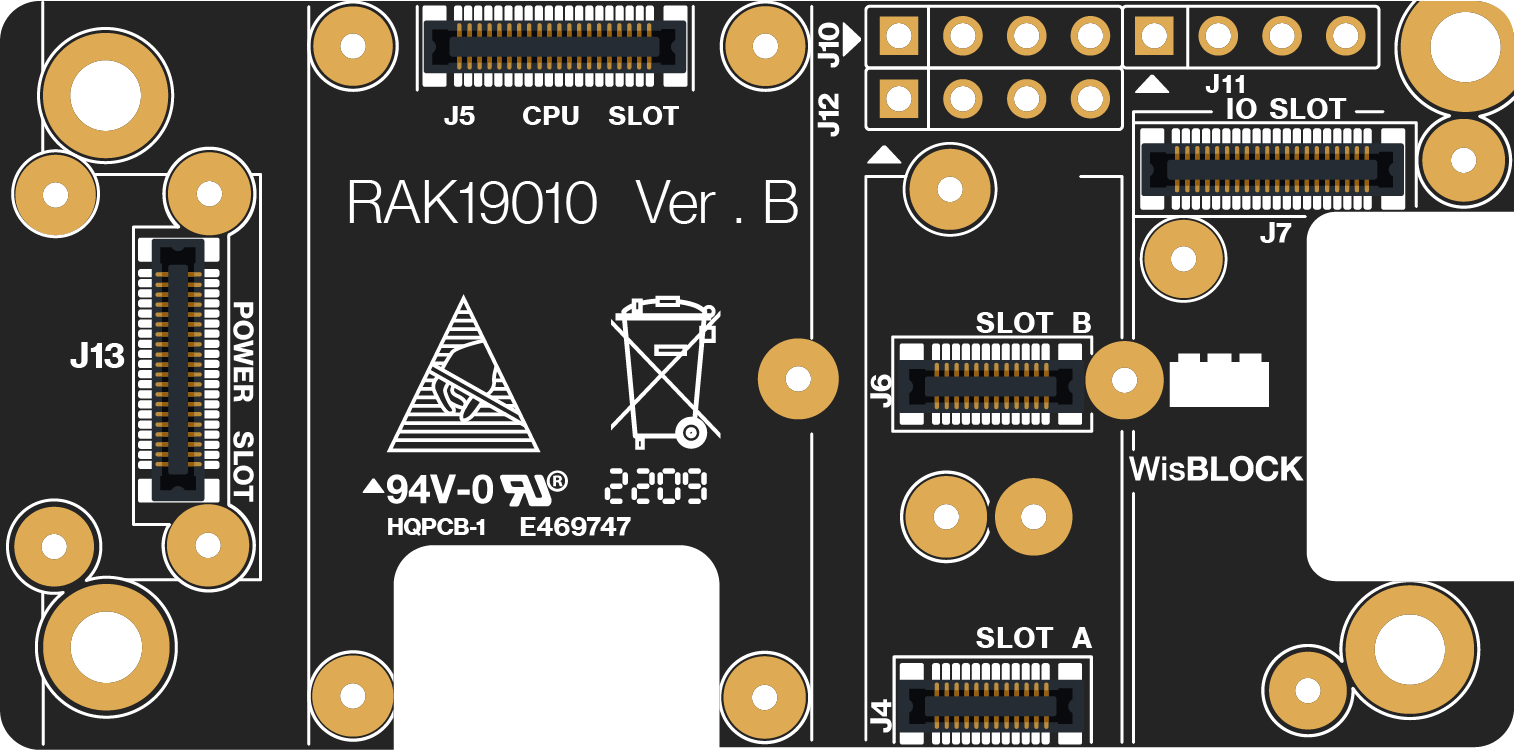 J10
J12
J11
J5 CPU SLOT
IO SLOT
J7
RAK19010 Ver . B
J13
POWER SLOT
SLOT B
J6
WisBLOCK
94V-0 RU®
2209
HQPCB-1 E469747
SLOT A
J4